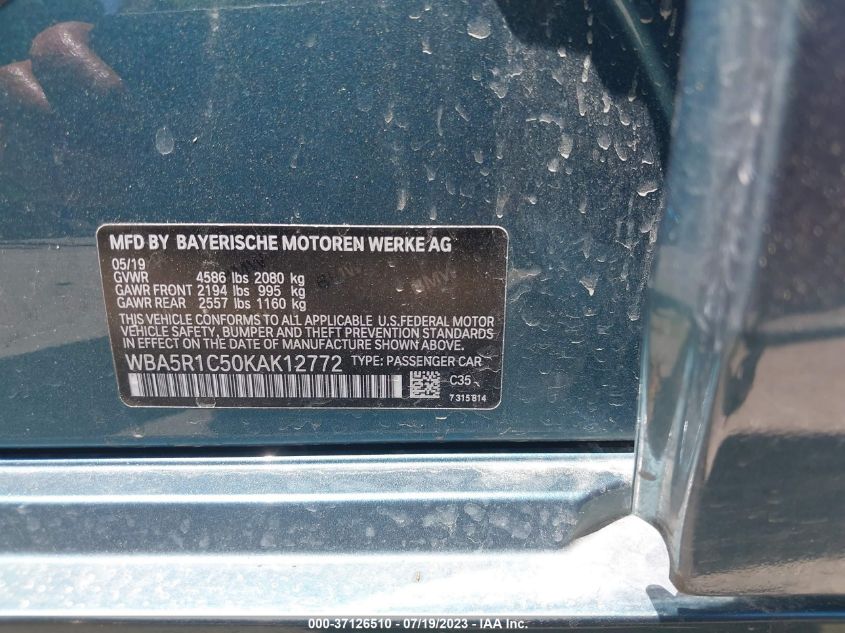 MFD BY BAYERISCHE MOTOREN WERKE AG
05/19
GVWR 4586 lbs 2080 kg
GAWR FRONT 2194 lbs 995 kg
GAWR REAR 2557 lbs 1160 kg
THIS VEHICLE CONFORMS TO ALL APPLICABLE U.S.FEDERAL MOTOR
VEHICLE SAFETY, BUMPER AND THEFT PREVENTION STANDARDS
IN EFFECT ON THE DATE OF MANUFACTURE SHOWN ABOVE.
WBA5R1C50KAK12772 TYPE: PASSENGER CAR
C35
7 315 814
000-37126510 - 07/19/2023 - IAA Inc.